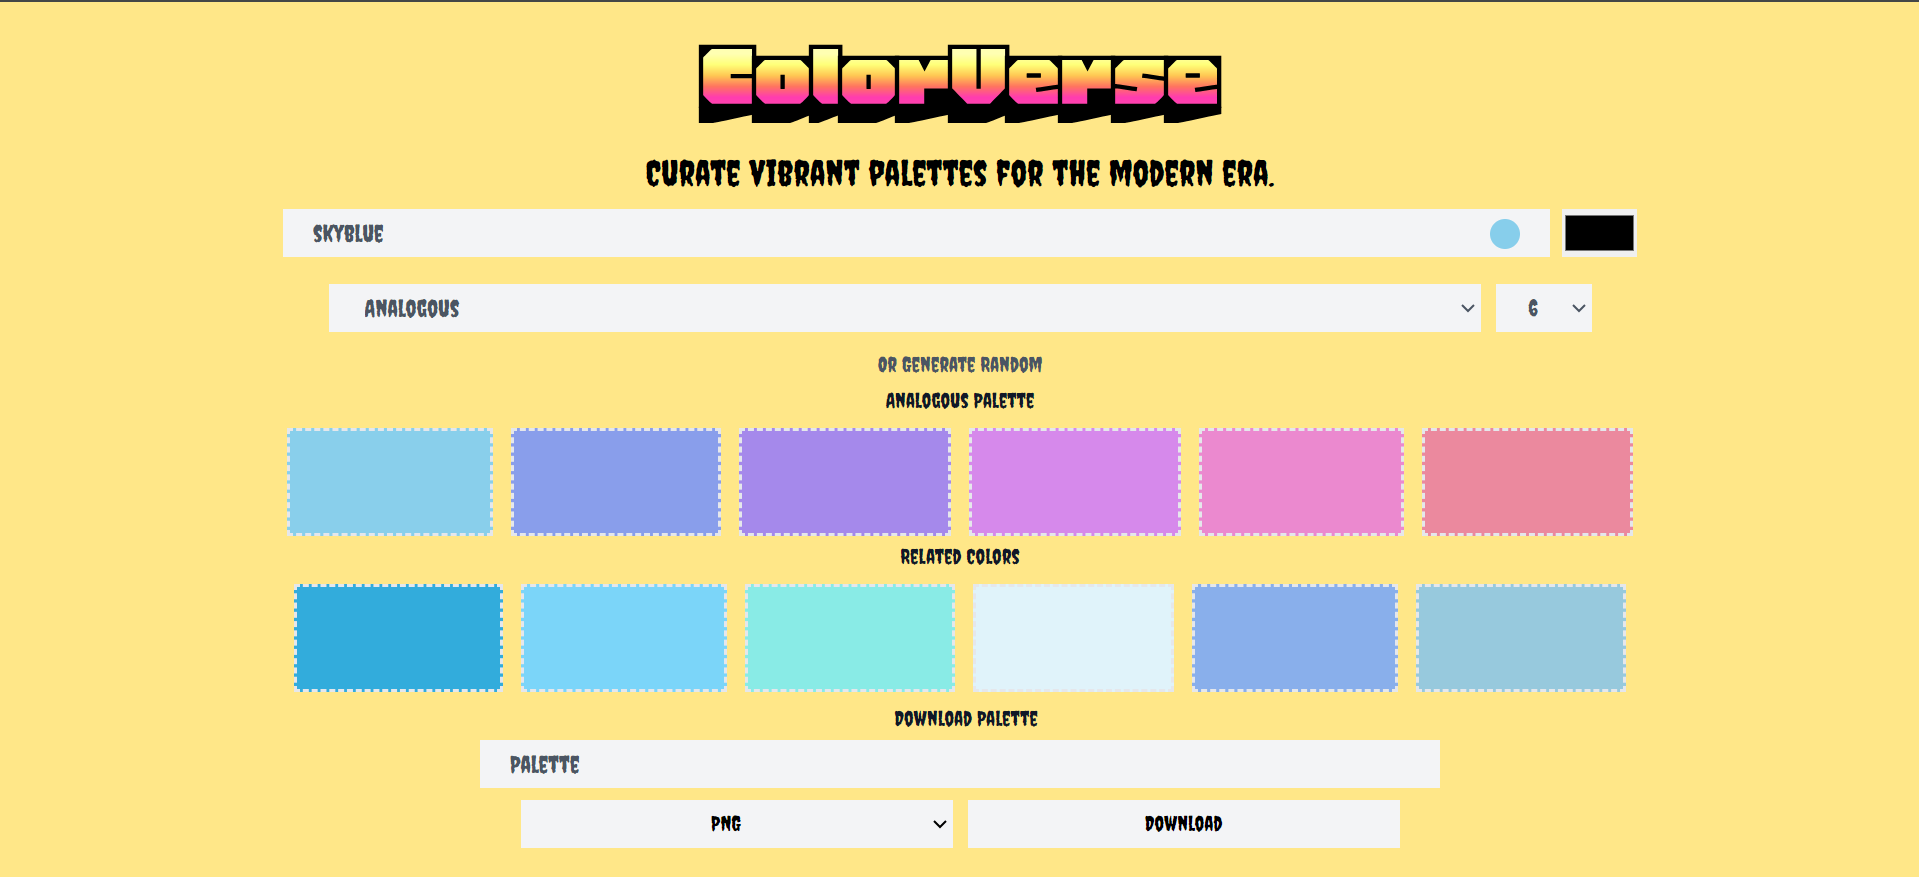 ColorVerse
CURATE VIBRANT PALETTES FOR THE MODERN ERA.
SKYBLUE
ANALOGOUS
6
OR GENERATE RANDOM
ANALOGOUS PALETTE
RELATED COLORS
DOWNLOAD PALETTE
PALETTE
PNG
DOWNLOAD